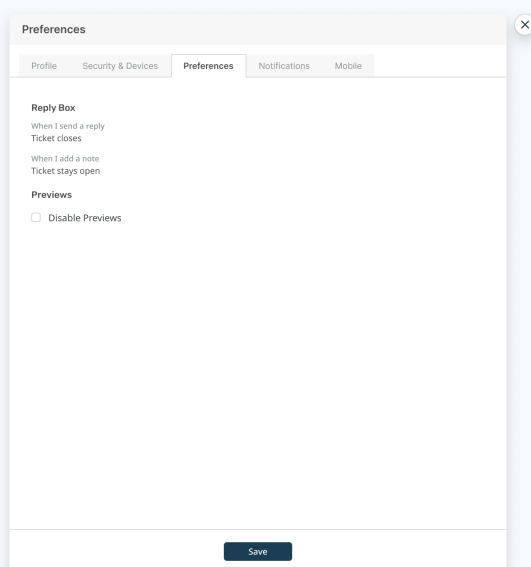 Preferences
Profile Security & Devices Preferences Notifications Mobile
Reply Box
When I send a reply
Ticket closes
When I add a note
Ticket stays open
Previews
Disable Previews
Save